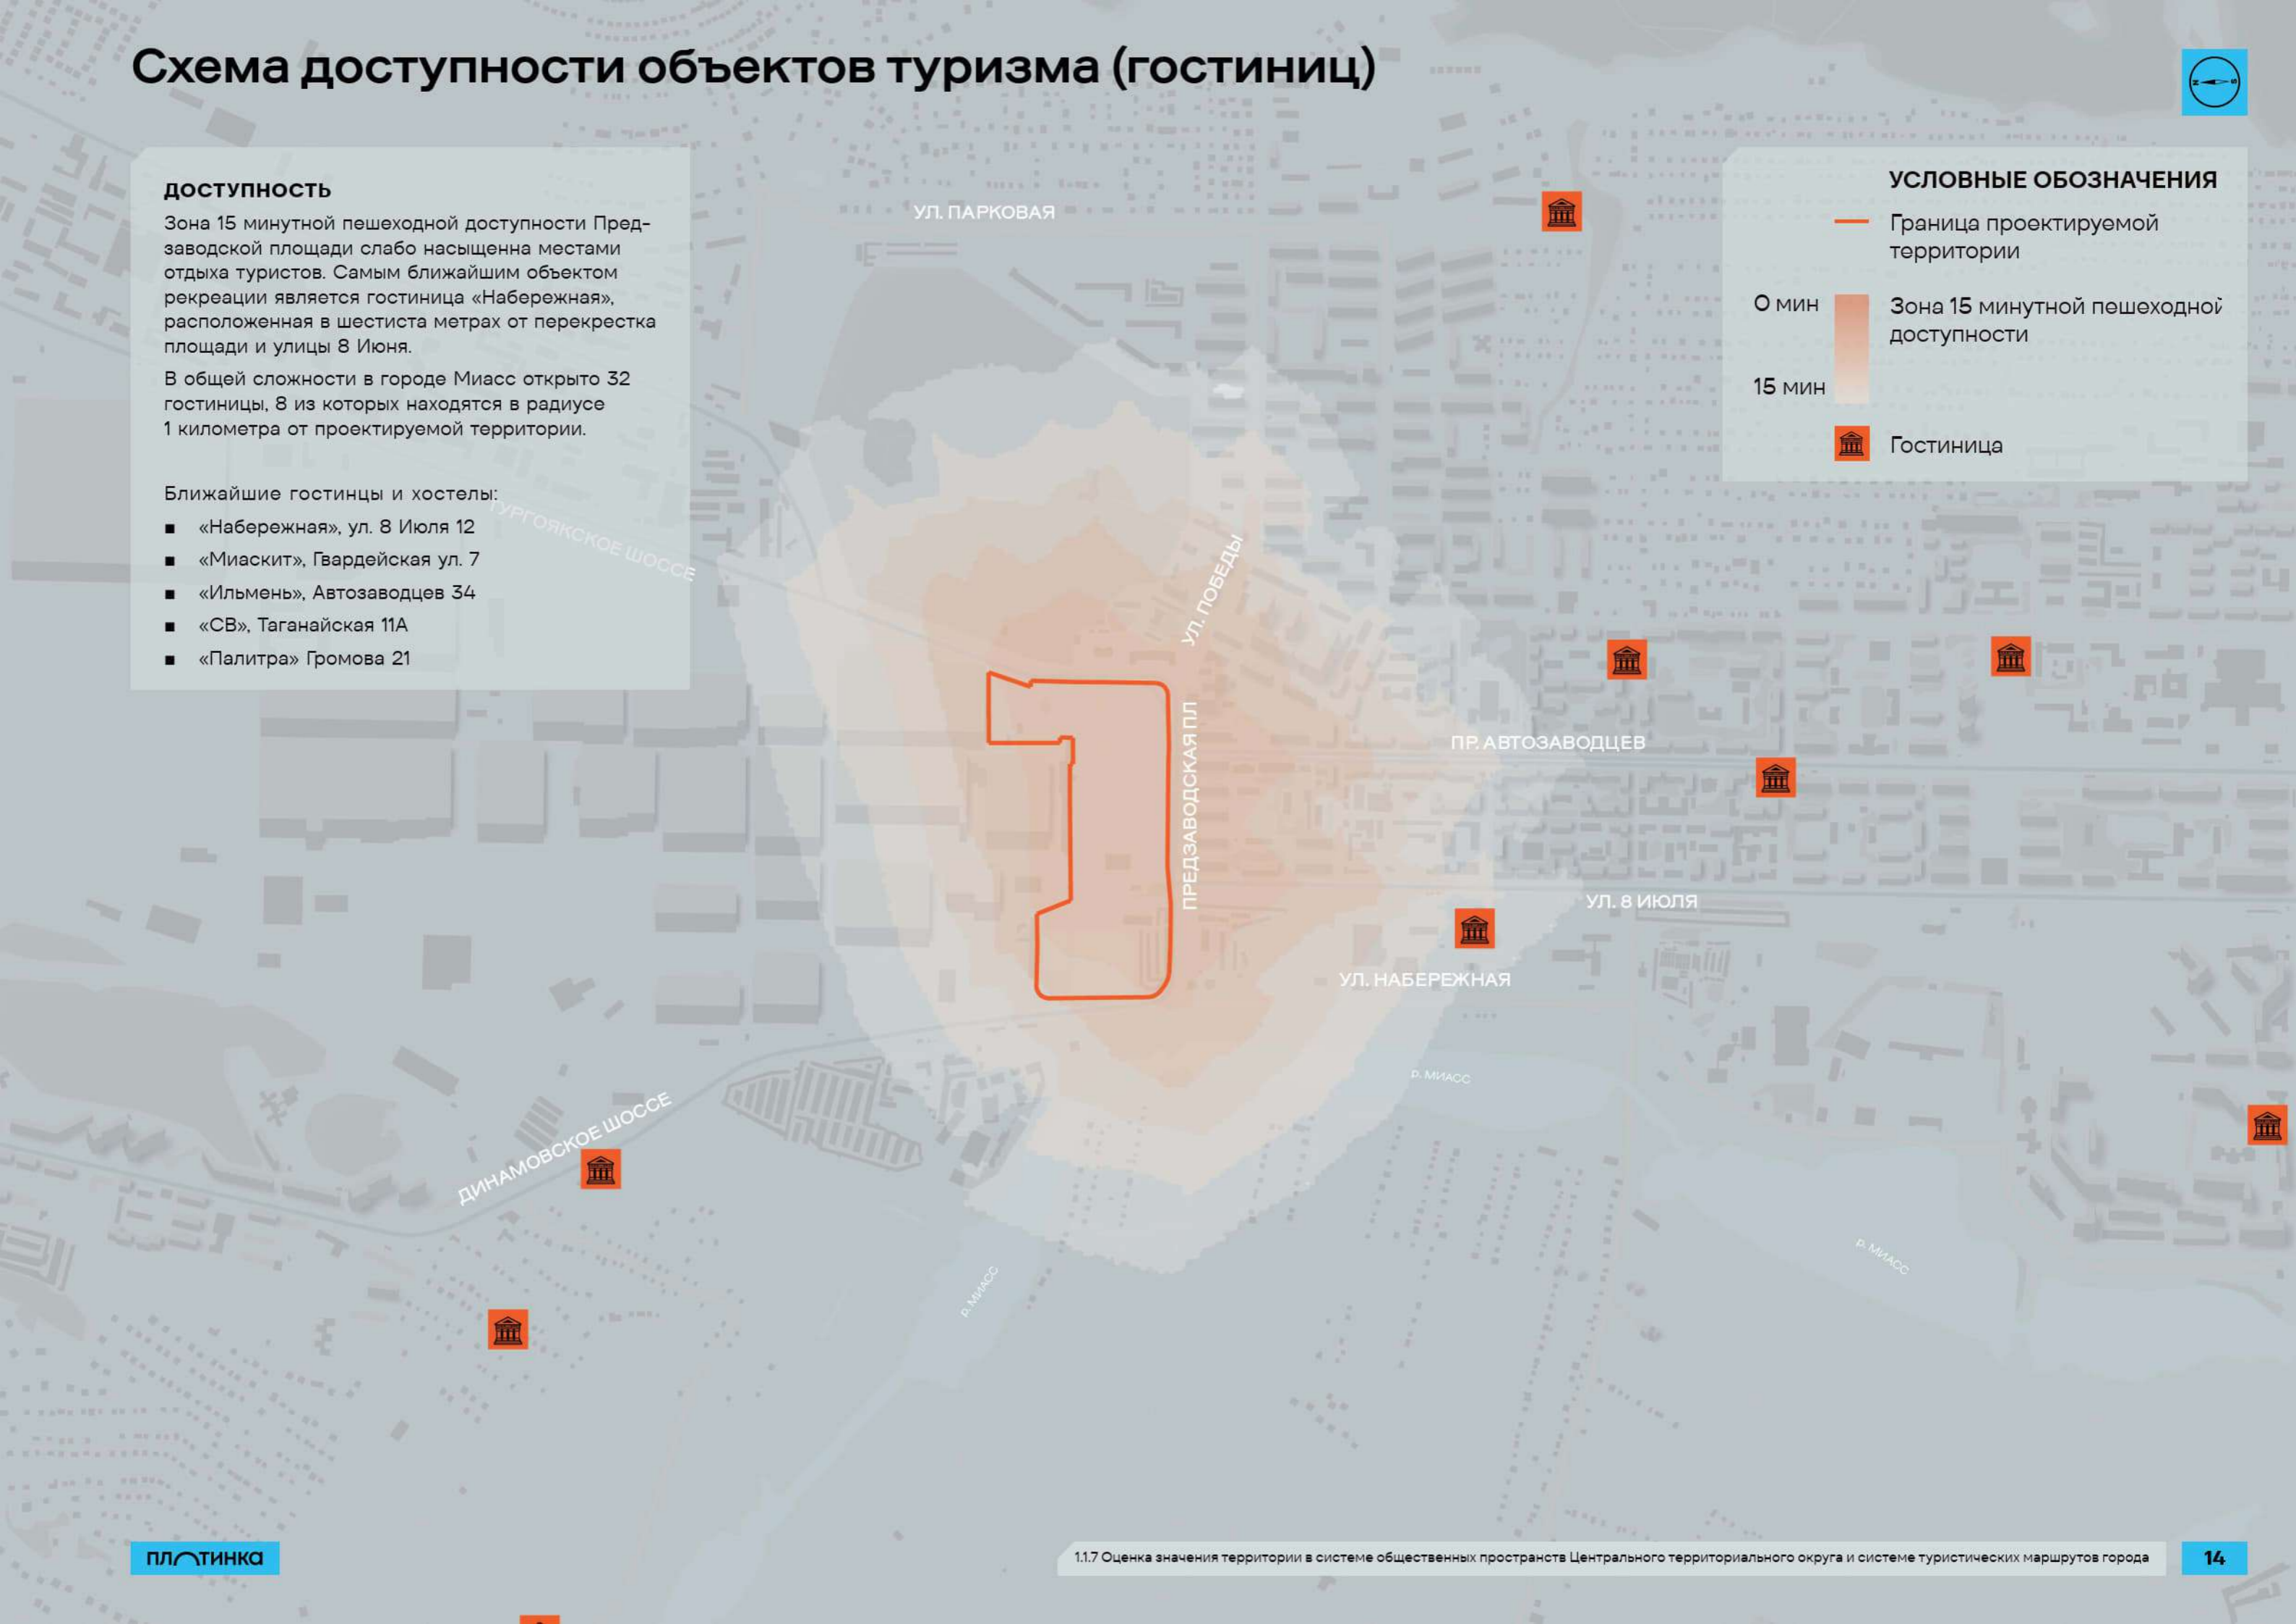 Схема доступности объектов туризма (гостиниц)
N S
ДОСТУПНОСТЬ
Зона 15 минутной пешеходной доступности Пред-
заводской площади слабо насыщенна местами
отдыха туристов. Самым ближайшим объектом
рекреации является гостиница «Набережная»,
расположенная в шестиста метрах от перекрестка
площади и улицы 8 Июня.
В общей сложности в городе Миасс открыто 32
гостиницы, 8 из которых находятся в радиусе
1 километра от проектируемой территории.
Ближайшие гостинцы и хостелы:
▪ «Набережная», ул. 8 Июля 12
▪ «Миаскит», Гвардейская ул. 7
▪ «Ильмень», Автозаводцев 34
▪ «СВ», Таганайская 11А
▪ «Палитра» Громова 21
УСЛОВНЫЕ ОБОЗНАЧЕНИЯ
Граница проектируемой
территории
0 мин
Зона 15 минутной пешеходной
доступности
15 мин
Гостиница
УЛ. ПАРКОВАЯ
ТУРГОЯКСКОЕ ШОССЕ
УЛ. ПОБЕДЫ
ПРЕДЗАВОДСКАЯ ПЛ
ПР. АВТОЗАВОДЦЕВ
УЛ. 8 ИЮЛЯ
УЛ. НАБЕРЕЖНАЯ
р. МИАСС
ДИНАМОВСКОЕ ШОССЕ
р. МИАСС
р. МИАСС
ПЛОТИНКА
1.1.7 Оценка значения территории в системе общественных пространств Центрального территориального округа и системе туристических маршрутов города
14